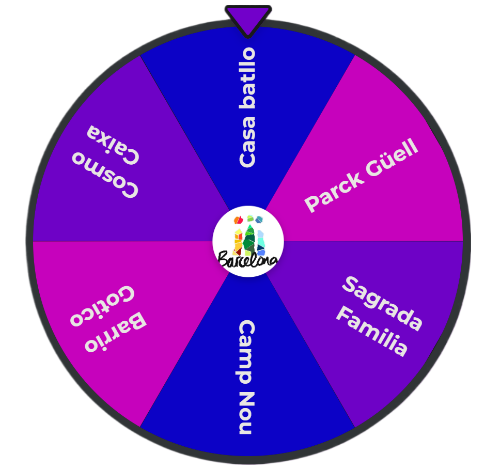 Casa batllo
Parck Güell
Sagrada
Familia
Camp Nou
Barrio
Gotico
Cosmo
Caixa
Barcelona